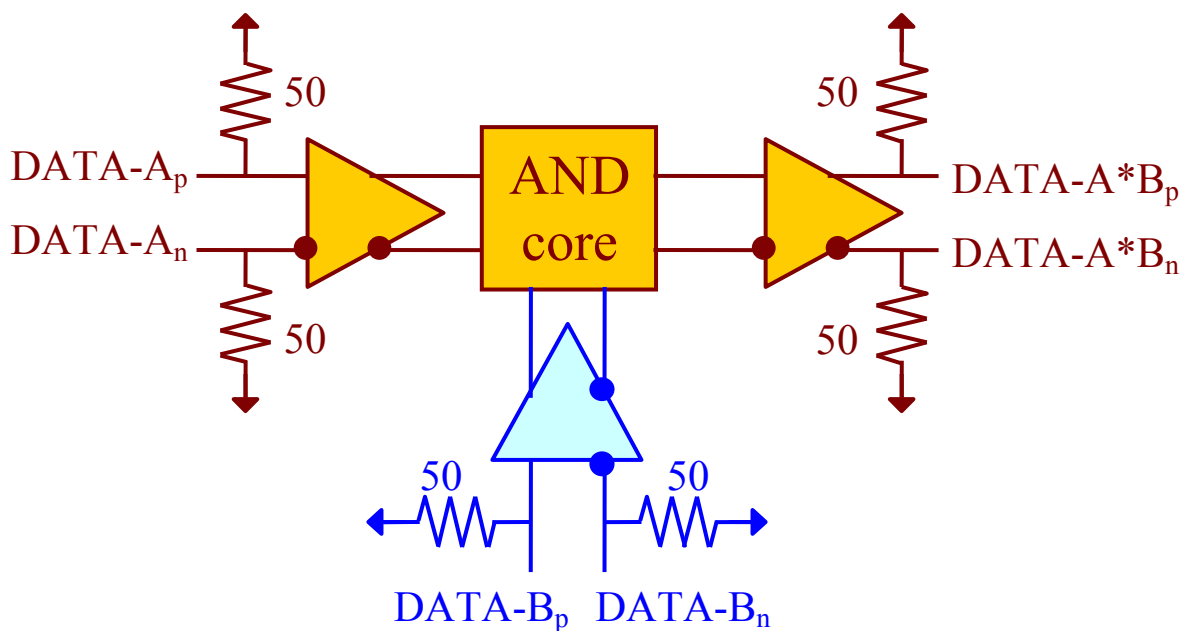 50
50
DATA-Aₚ
AND
DATA-A*Bₚ
DATA-Aₙ
core
DATA-A*Bₙ
50
50
50
50
DATA-Bₚ
DATA-Bₙ